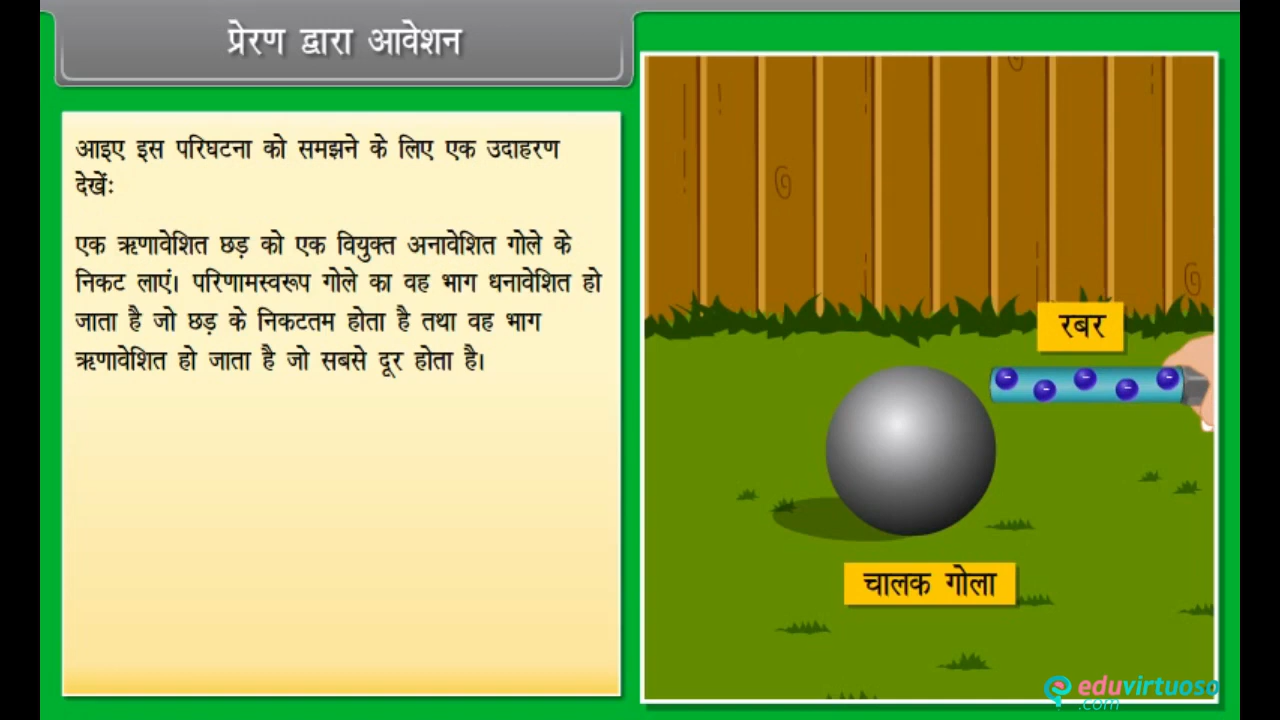 प्रेरण द्वारा आवेशन
आइए इस परिघटना को समझने के लिए एक उदाहरण
देखेंः
एक ऋणावेशित छड़ को एक वियुक्त अनावेशित गोले के
निकट लाएं। परिणामस्वरूप गोले का वह भाग धनावेशित हो
जाता है जो छड़ के निकटतम होता है तथा वह भाग
ऋणावेशित हो जाता है जो सबसे दूर होता है।
रबर
चालक गोला
eduvirtuoso
.com